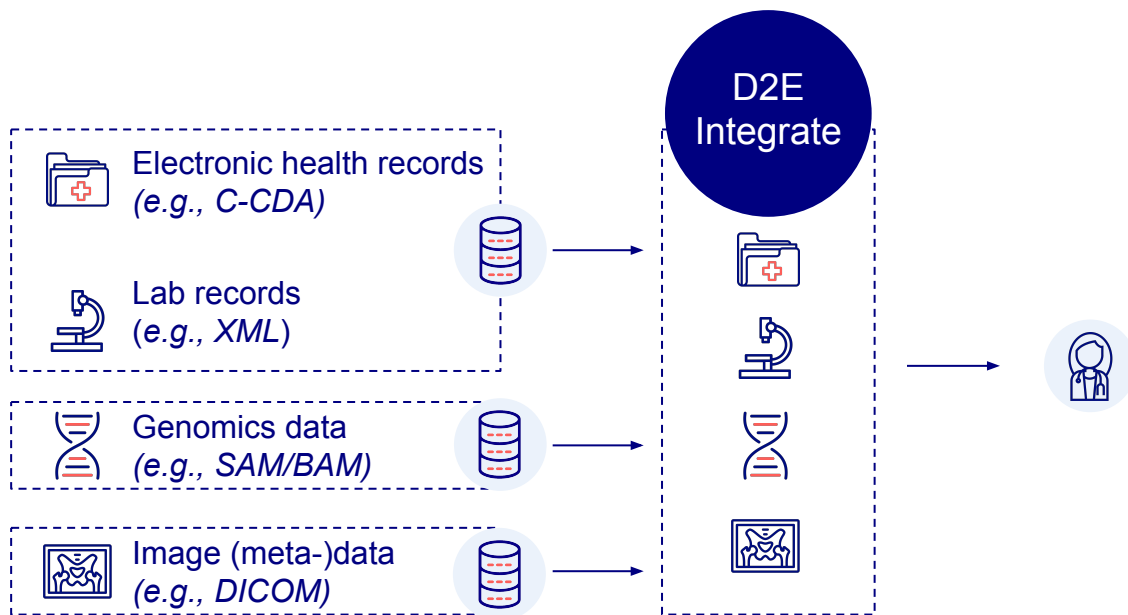 D2E
Integrate
Electronic health records
(e.g., C-CDA)
Lab records
(e.g., XML)
Genomics data
(e.g., SAM/BAM)
Image (meta-)data
(e.g., DICOM)